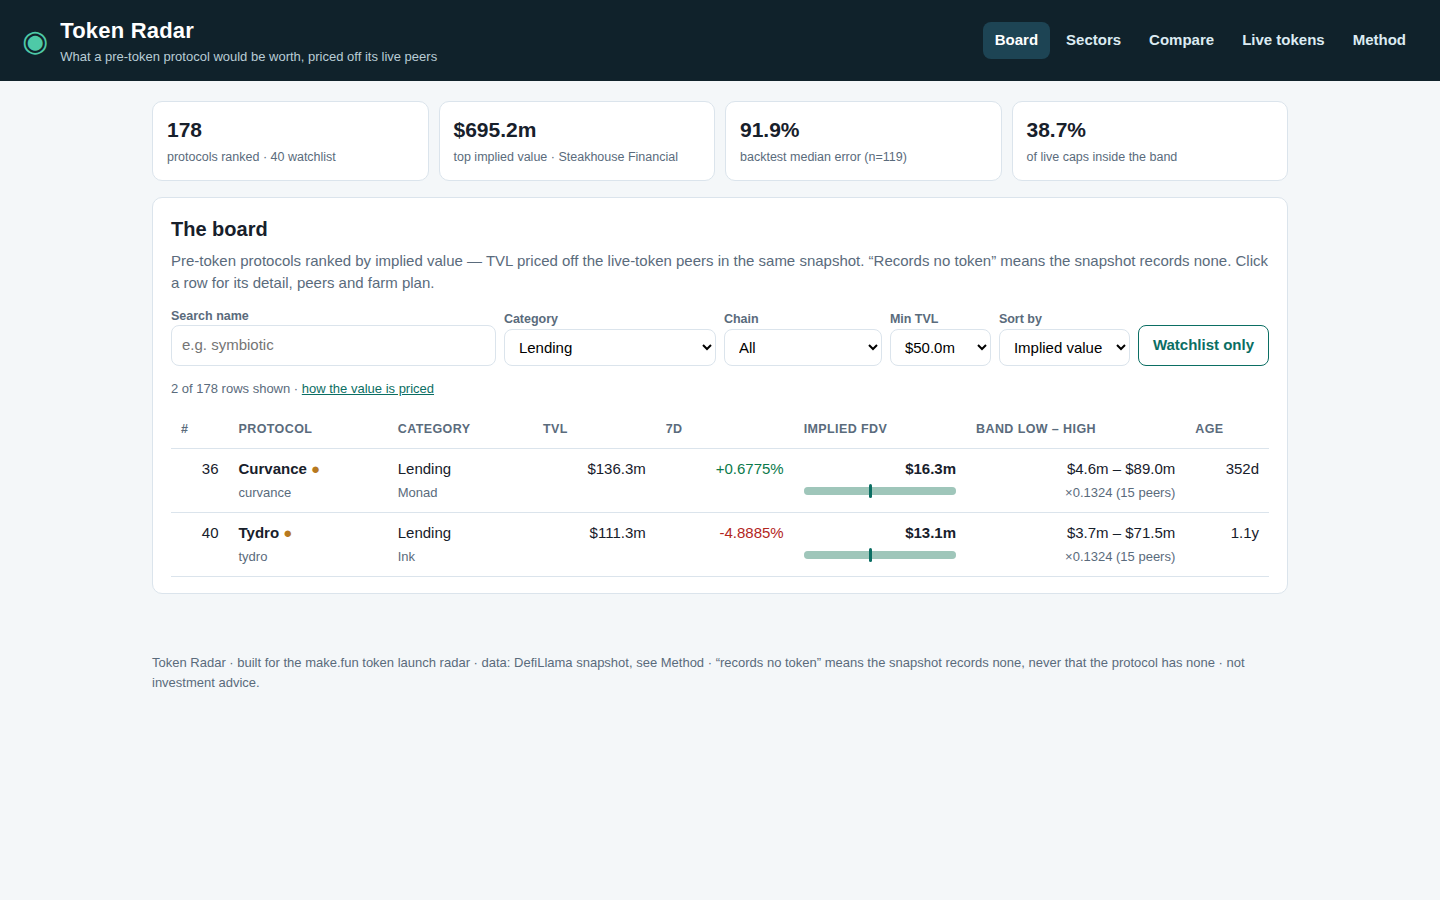 Token Radar
What a pre-token protocol would be worth, priced off its live peers
Board Sectors Compare Live tokens Method
178
protocols ranked · 40 watchlist
$695.2m
top implied value · Steakhouse Financial
91.9%
backtest median error (n=119)
38.7%
of live caps inside the band
The board
Pre-token protocols ranked by implied value — TVL priced off the live-token peers in the same snapshot. “Records no token” means the snapshot records none. Click
a row for its detail, peers and farm plan.
Search name Category Chain Min TVL Sort by
e.g. symbiotic Lending All $50.0m Implied value Watchlist only
2 of 178 rows shown · how the value is priced
# PROTOCOL CATEGORY TVL 7D IMPLIED FDV BAND LOW – HIGH AGE
36 Curvance Lending $136.3m +0.6775% $16.3m $4.6m – $89.0m 352d
curvance Monad ×0.1324 (15 peers)
40 Tydro Lending $111.3m -4.8885% $13.1m $3.7m – $71.5m 1.1y
tydro Ink ×0.1324 (15 peers)
Token Radar · built for the make.fun token launch radar · data: DefiLlama snapshot, see Method · “records no token” means the snapshot records none, never that the protocol has none · not
investment advice.